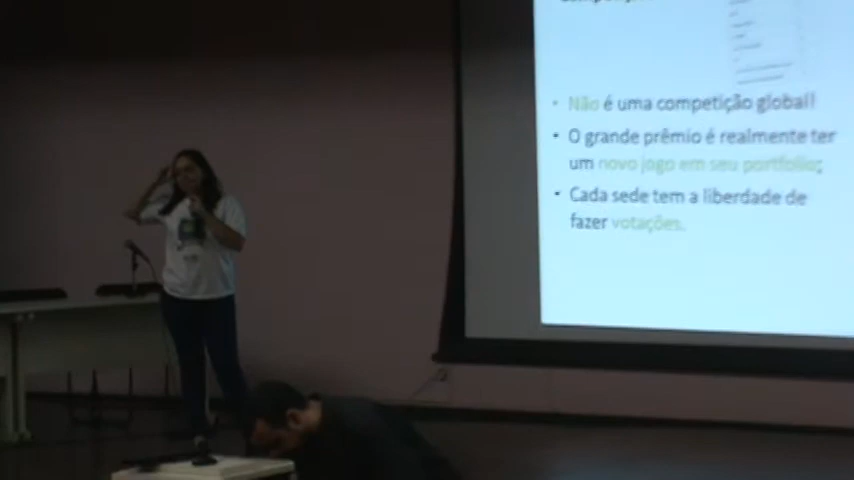 • Não é uma competição global!
• O grande prêmio é realmente ter
um novo jogo em seu portfolio;
• Cada sede tem a liberdade de
fazer votações.